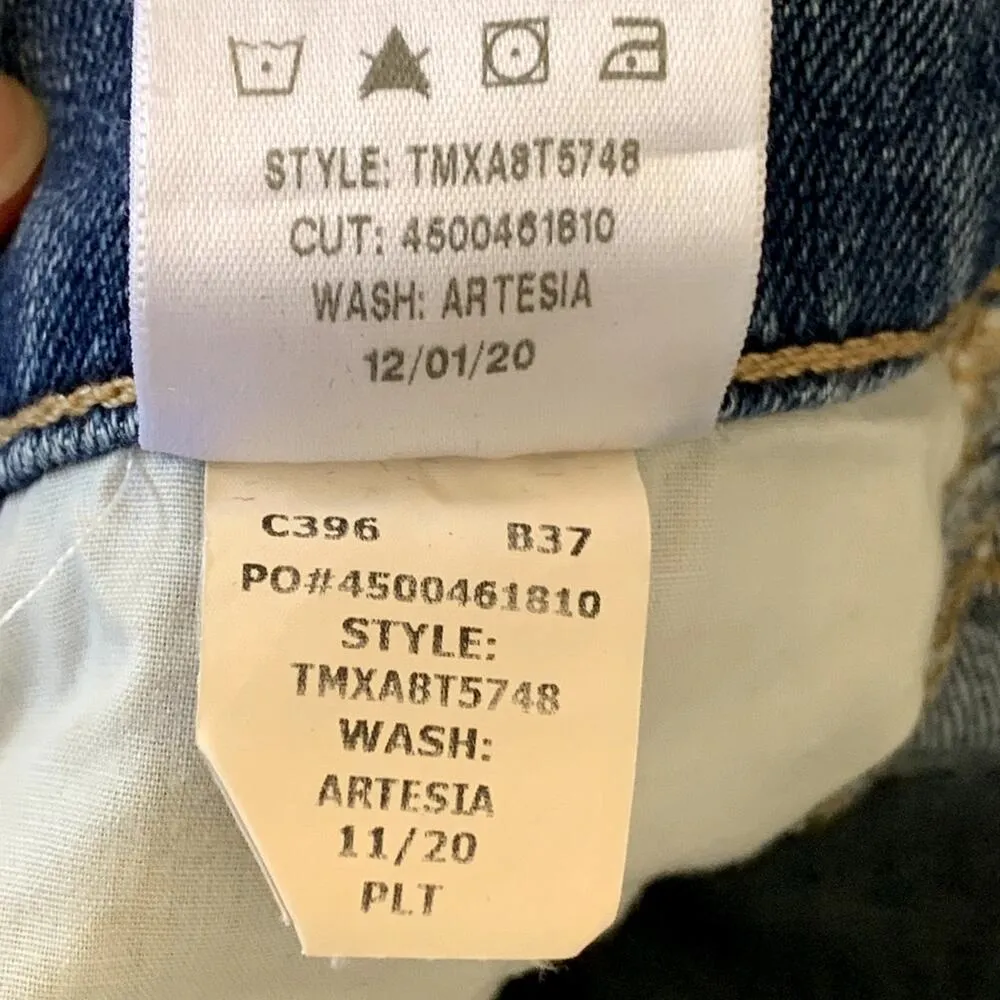 STYLE: TMXA8T5748
CUT: 4500461810
WASH: ARTESIA
12/01/20
C396 B37
PO#4500461810
STYLE:
TMXA8T5748
WASH:
ARTESIA
11/20
PLT